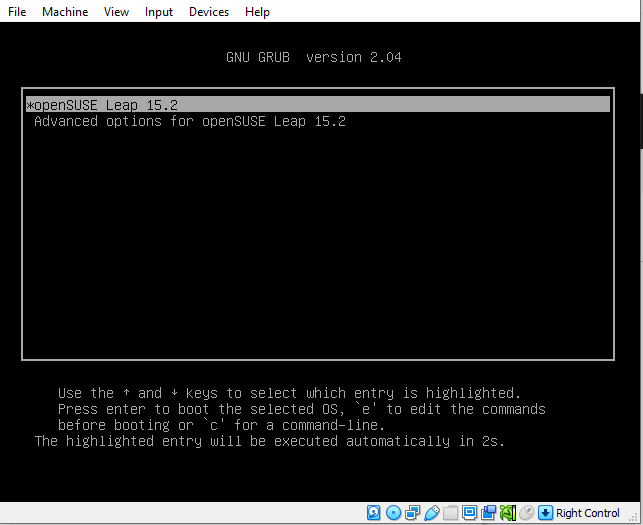 File Machine View Input Devices Help
GNU GRUB version 2.04
*openSUSE Leap 15.2
Advanced options for openSUSE Leap 15.2
Use the ↑ and ↓ keys to select which entry is highlighted.
Press enter to boot the selected OS, `e' to edit the commands
before booting or `c' for a command-line.
The highlighted entry will be executed automatically in 2s.
Right Control